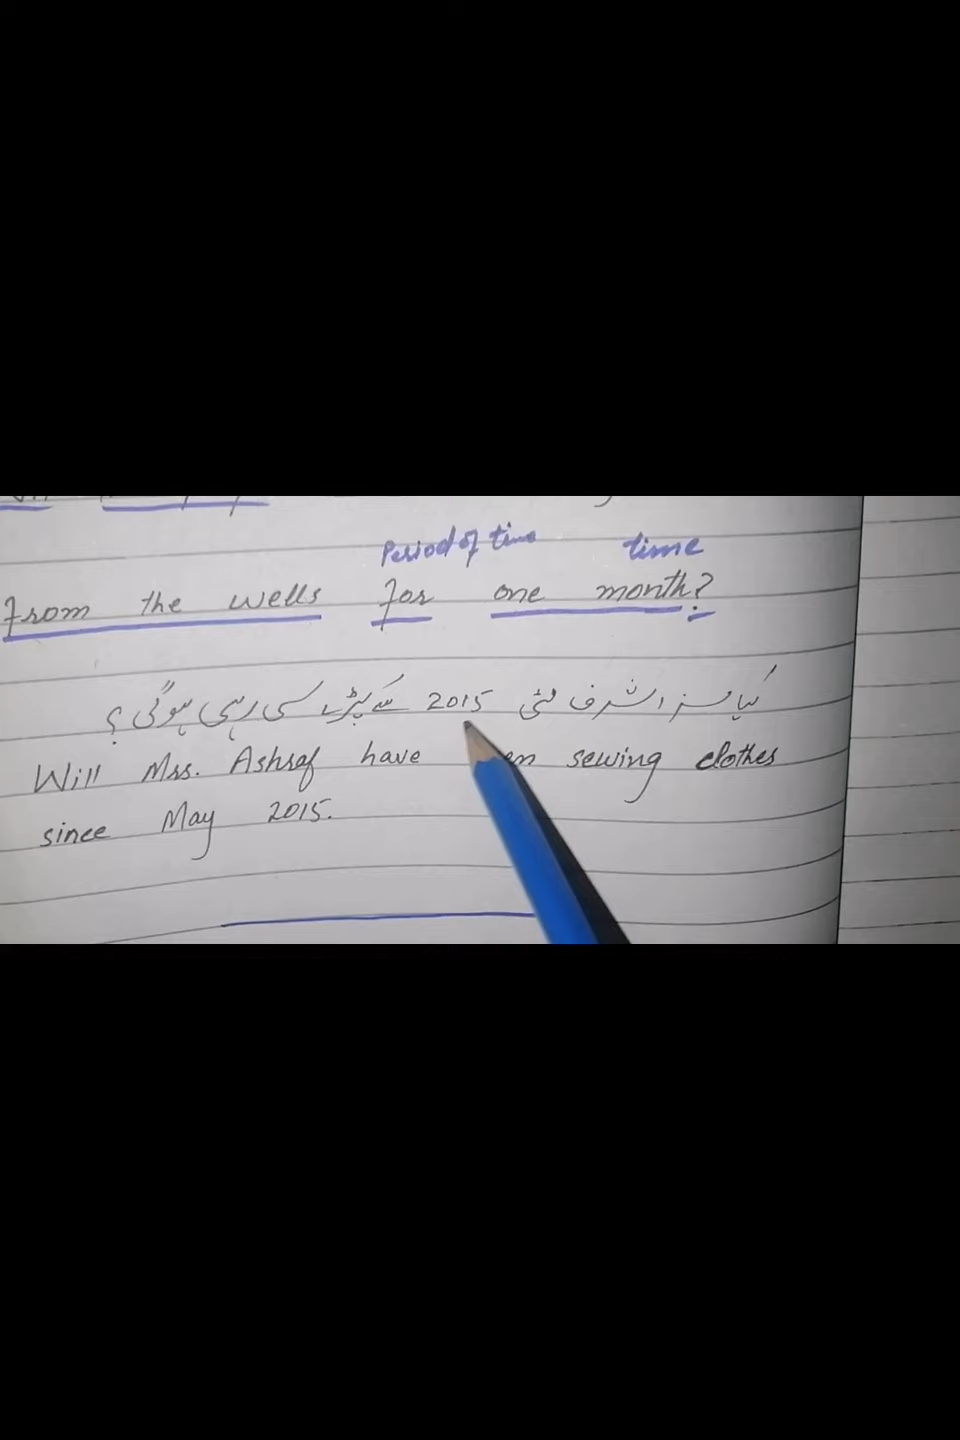 Period of time time
From the wells for one month?
کیا مسز اشرف مئی 2015 سے کپڑے سی رہی ہوگی ؟
Will Mrs. Ashraf have en sewing clothes
since May 2015.